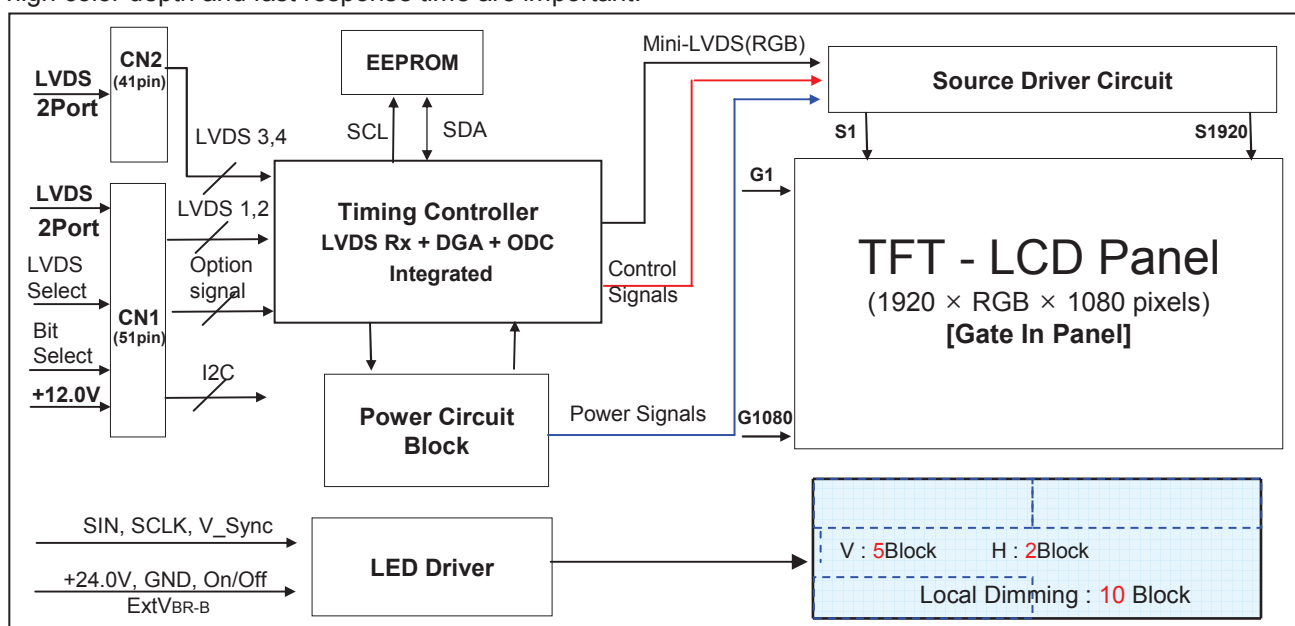 high color depth and fast response time are important.
CN2
(41pin)
LVDS
2Port
EEPROM
SCL
SDA
LVDS 3,4
Mini-LVDS(RGB)
Source Driver Circuit
S1
S1920
LVDS
2Port
LVDS 1,2
Timing Controller
LVDS Rx + DGA + ODC
Integrated
G1
TFT - LCD Panel
(1920 × RGB × 1080 pixels)
[Gate In Panel]
LVDS
Select
Option
signal
CN1
(51pin)
Control
Signals
Bit
Select
+12.0V
I2C
Power Circuit
Block
Power Signals
G1080
SIN, SCLK, V_Sync
+24.0V, GND, On/Off
ExtVBR-B
LED Driver
V : 5Block
H : 2Block
Local Dimming : 10 Block